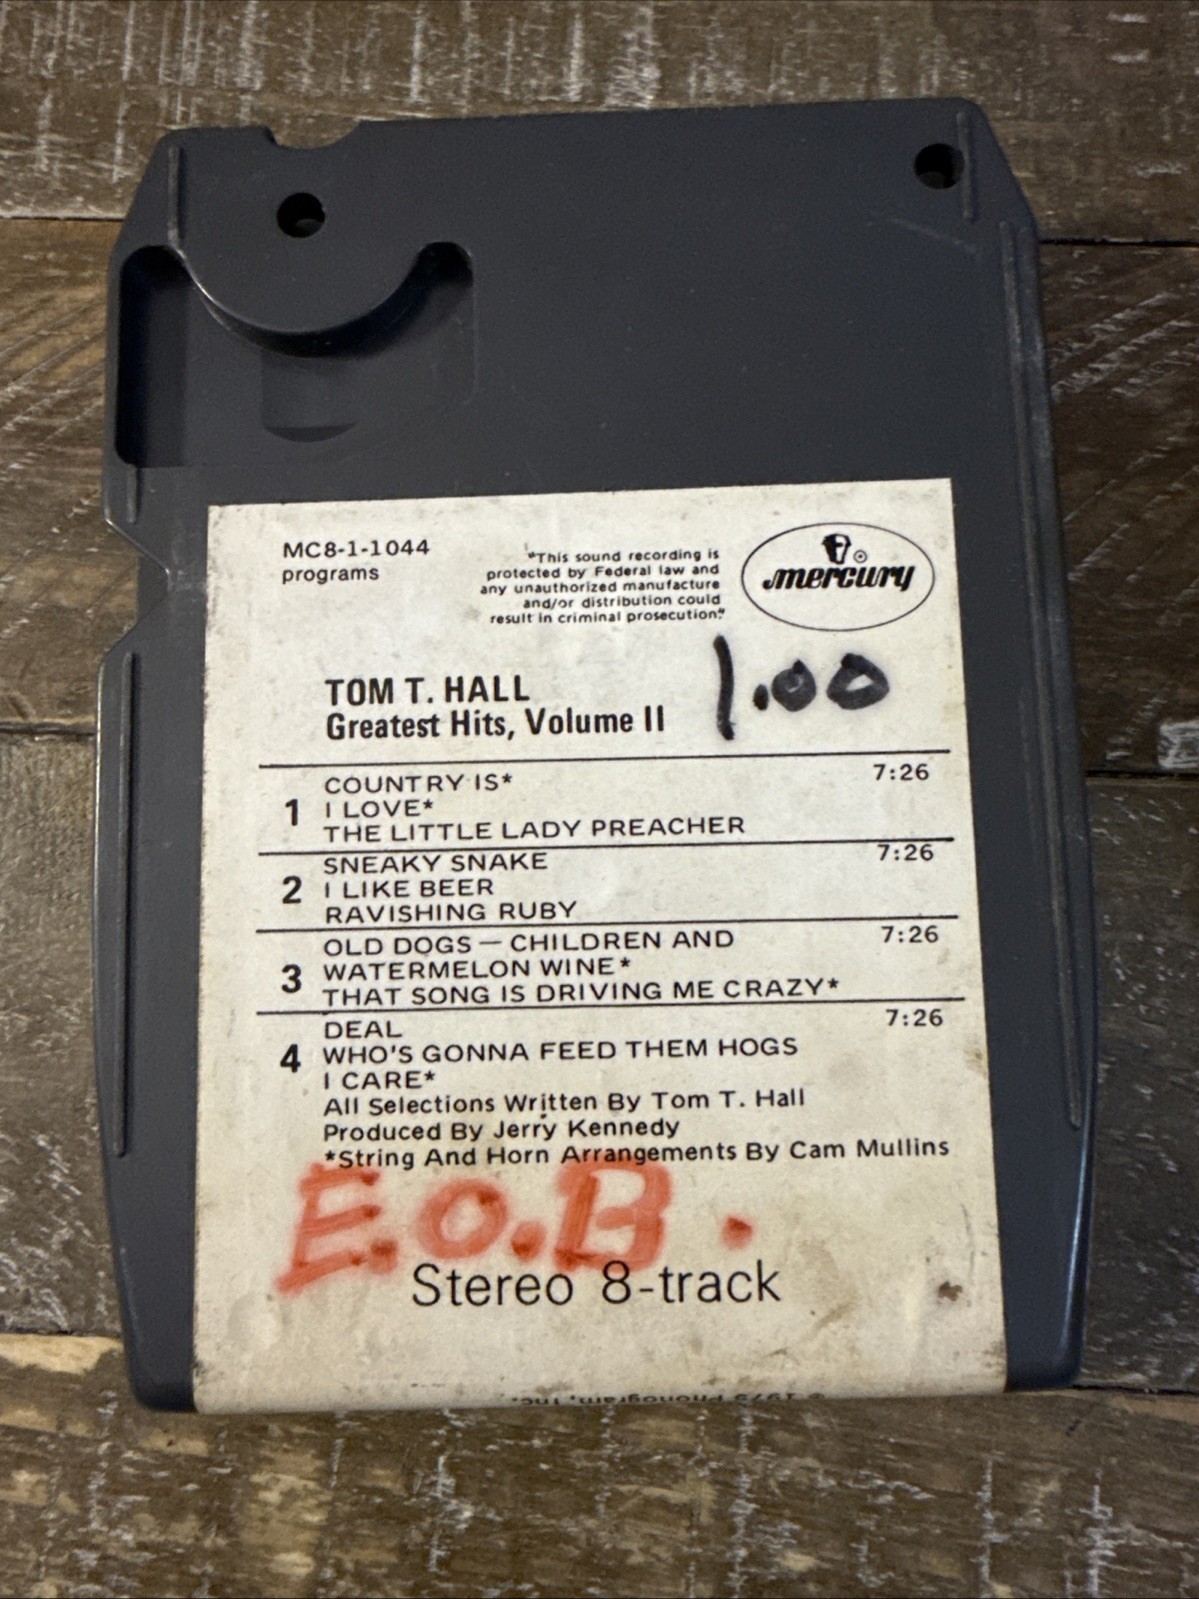 MC8-1-1044
programs
"This sound recording is
protected by Federal law and
any unauthorized manufacture
and/or distribution could
result in criminal prosecution."
mercury ®
TOM T. HALL
Greatest Hits, Volume II
1.00
1
COUNTRY IS* 7:26
I LOVE*
THE LITTLE LADY PREACHER
2
SNEAKY SNAKE 7:26
I LIKE BEER
RAVISHING RUBY
3
OLD DOGS — CHILDREN AND 7:26
WATERMELON WINE*
THAT SONG IS DRIVING ME CRAZY*
4
DEAL 7:26
WHO'S GONNA FEED THEM HOGS
I CARE*
All Selections Written By Tom T. Hall
Produced By Jerry Kennedy
*String And Horn Arrangements By Cam Mullins
E.O.B.
Stereo 8-track
© 1975 Phonogram, Inc.